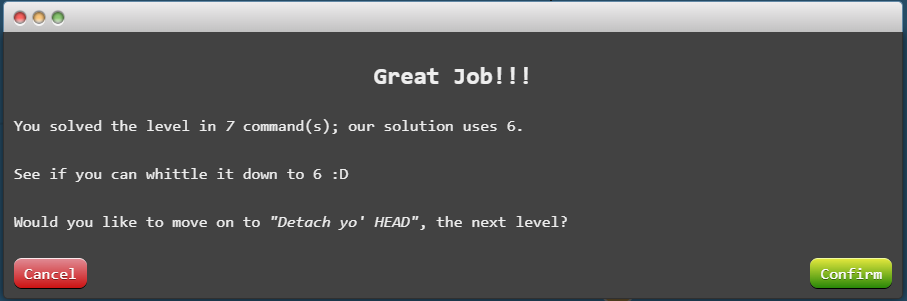 Great Job!!!
You solved the level in 7 command(s); our solution uses 6.
See if you can whittle it down to 6 :D
Would you like to move on to "Detach yo' HEAD", the next level?
Cancel
Confirm